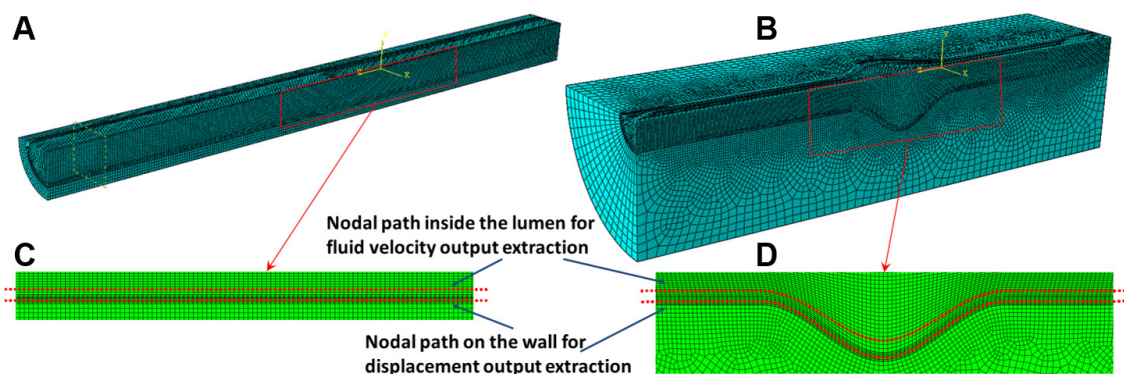 A
B
Nodal path inside the lumen for
fluid velocity output extraction
C
D
Nodal path on the wall for
displacement output extraction